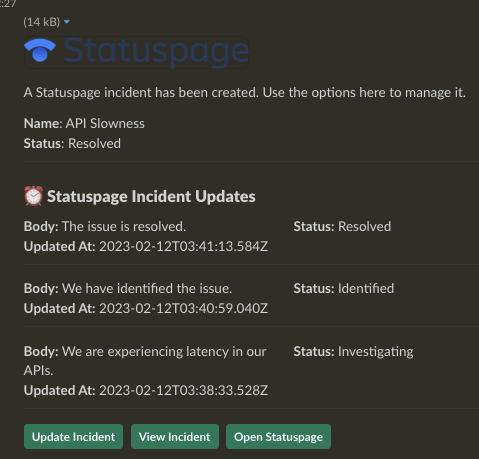 :27
(14 kB)
Statuspage
A Statuspage incident has been created. Use the options here to manage it.
Name: API Slowness
Status: Resolved
Statuspage Incident Updates
Body: The issue is resolved.
Status: Resolved
Updated At: 2023-02-12T03:41:13.584Z
Body: We have identified the issue.
Status: Identified
Updated At: 2023-02-12T03:40:59.040Z
Body: We are experiencing latency in our
APIs.
Status: Investigating
Updated At: 2023-02-12T03:38:33.528Z
Update Incident
View Incident
Open Statuspage